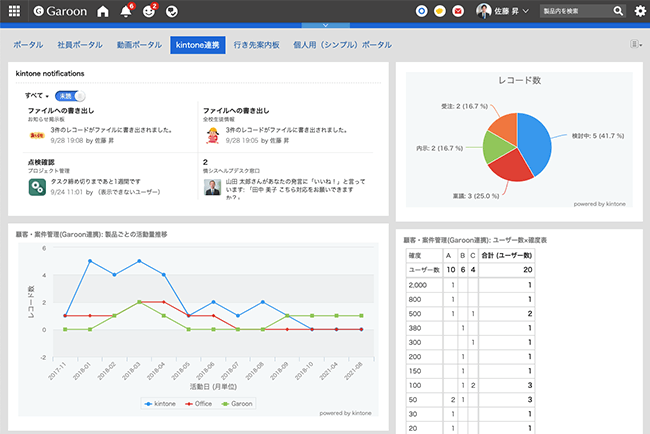 Garoon
6
2
佐藤 昇
製品内を検索
ポータル 社員ポータル 動画ポータル kintone連携 行き先案内板 個人用（シンプル）ポータル
kintone notifications
すべて 未読
ファイルへの書き出し
お知らせ掲示板
3件のレコードがファイルに書き出されました。
9/28 19:08 by 佐藤 昇
ファイルへの書き出し
全校生徒情報
3件のレコードがファイルに書き出されました。
9/28 19:05 by 佐藤 昇
点検確認
プロジェクト管理
タスク締め切りまであと1週間です
9/24 11:01 by （表示できないユーザー）
2
情シスヘルプデスク窓口
山田 太郎さんがあなたの発言に「いいね！」と言って
います: 「田中 美子 こちら対応をお願いできます
か？」
レコード数
受注: 2 (16.7 %)
検討中: 5 (41.7 %)
内示: 2 (16.7 %)
稟議: 3 (25.0 %)
powered by kintone
顧客・案件管理(Garoon連携): 製品ごとの活動量推移
レコード数
6
4
2
0
-2
2017-11 2018-01 2018-02 2018-03 2018-04 2018-05 2018-06 2018-07 2018-08 2018-09 2018-10 2021-04 2021-08
活動日 (月単位)
kintone Office Garoon
powered by kintone
顧客・案件管理(Garoon連携): ユーザー数×確度表
確度 A B C 合計 (ユーザー数)
ユーザー数 10 6 4 20
2,000 1 1
800 1 1
500 1 1 2
380 1 1
300 1 1
200 1 1
150 1 1
100 1 2 3
50 2 1 3
30 1 1
20 1 1